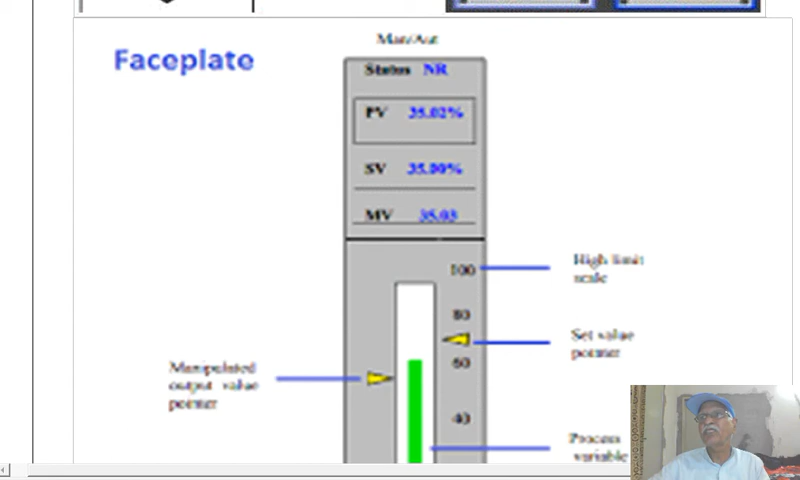 Man/Aut
Faceplate
Status NR
PV 35.02%
SV 35.00%
MV 35.03
100
High limit
scale
80
Set value
pointer
60
Manipulated
output value
pointer
40
Process
variable